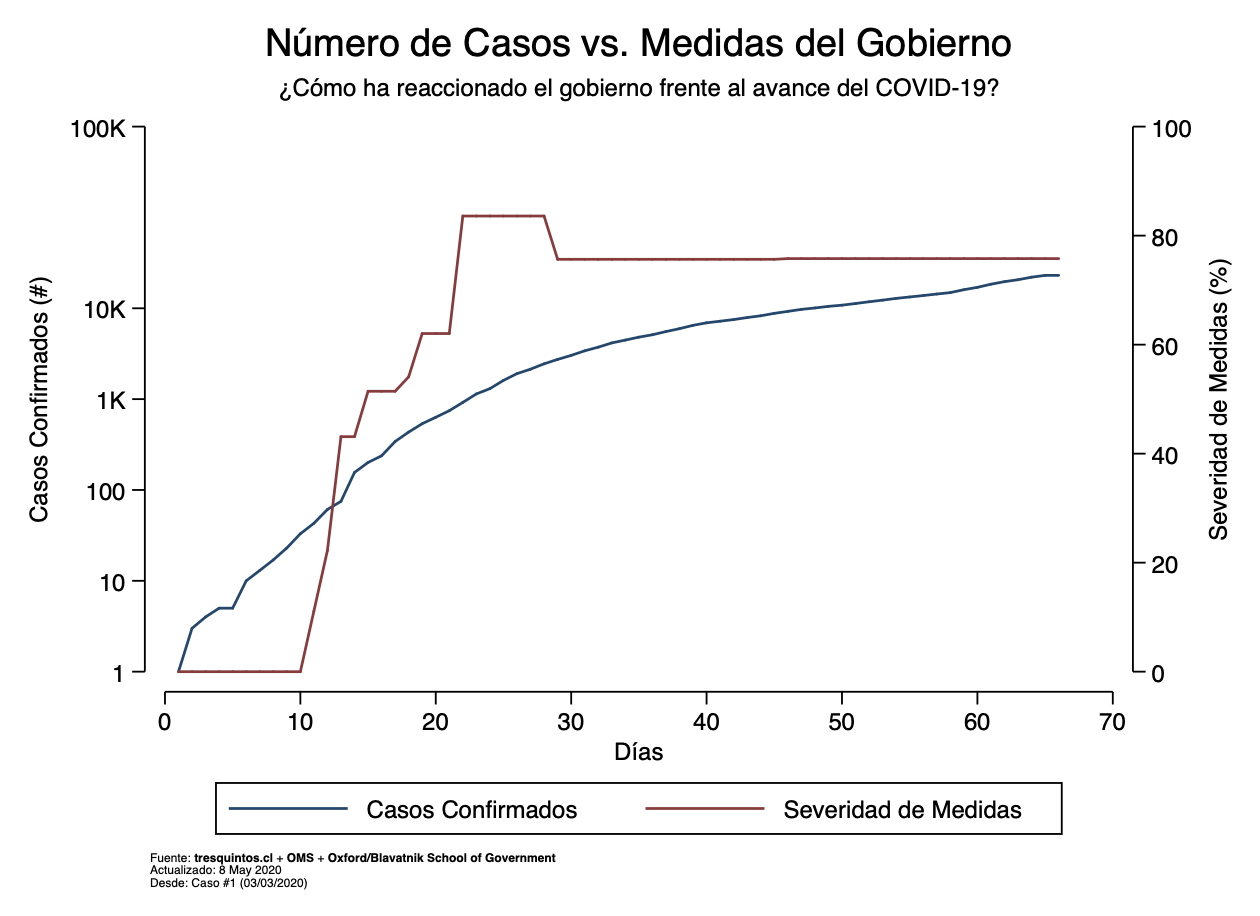 Número de Casos vs. Medidas del Gobierno
¿Cómo ha reaccionado el gobierno frente al avance del COVID-19?
Casos Confirmados (#)
100K
10K
1K
100
10
1
100
80
60
40
20
0
Severidad de Medidas (%)
0 10 20 30 40 50 60 70
Días
Casos Confirmados Severidad de Medidas
Fuente: tresquintos.cl + OMS + Oxford/Blavatnik School of Government
Actualizado: 8 May 2020
Desde: Caso #1 (03/03/2020)